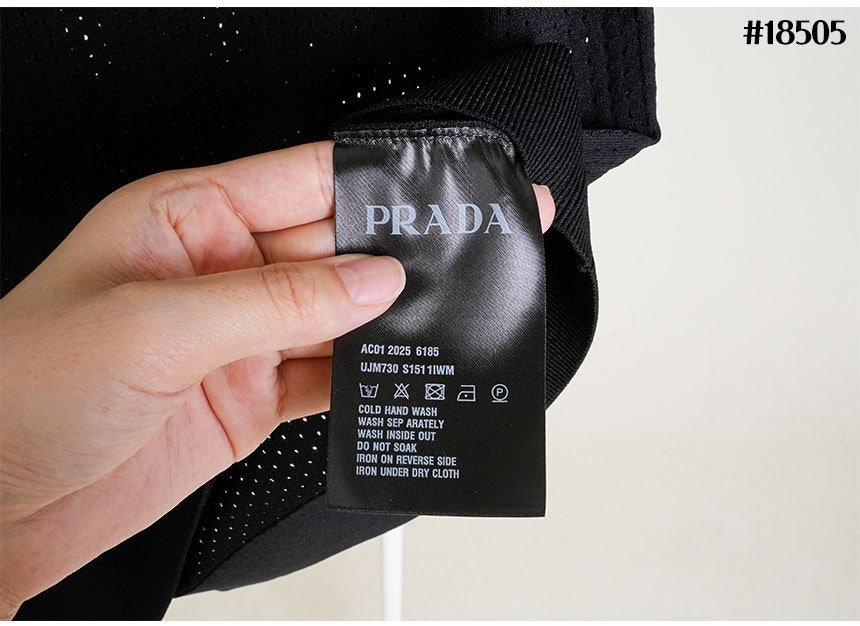 #18505
PRADA
AC01 2025 6185
UJM730 S1511IWM
P
COLD HAND WASH
WASH SEP ARATELY
WASH INSIDE OUT
DO NOT SOAK
IRON ON REVERSE SIDE
IRON UNDER DRY CLOTH